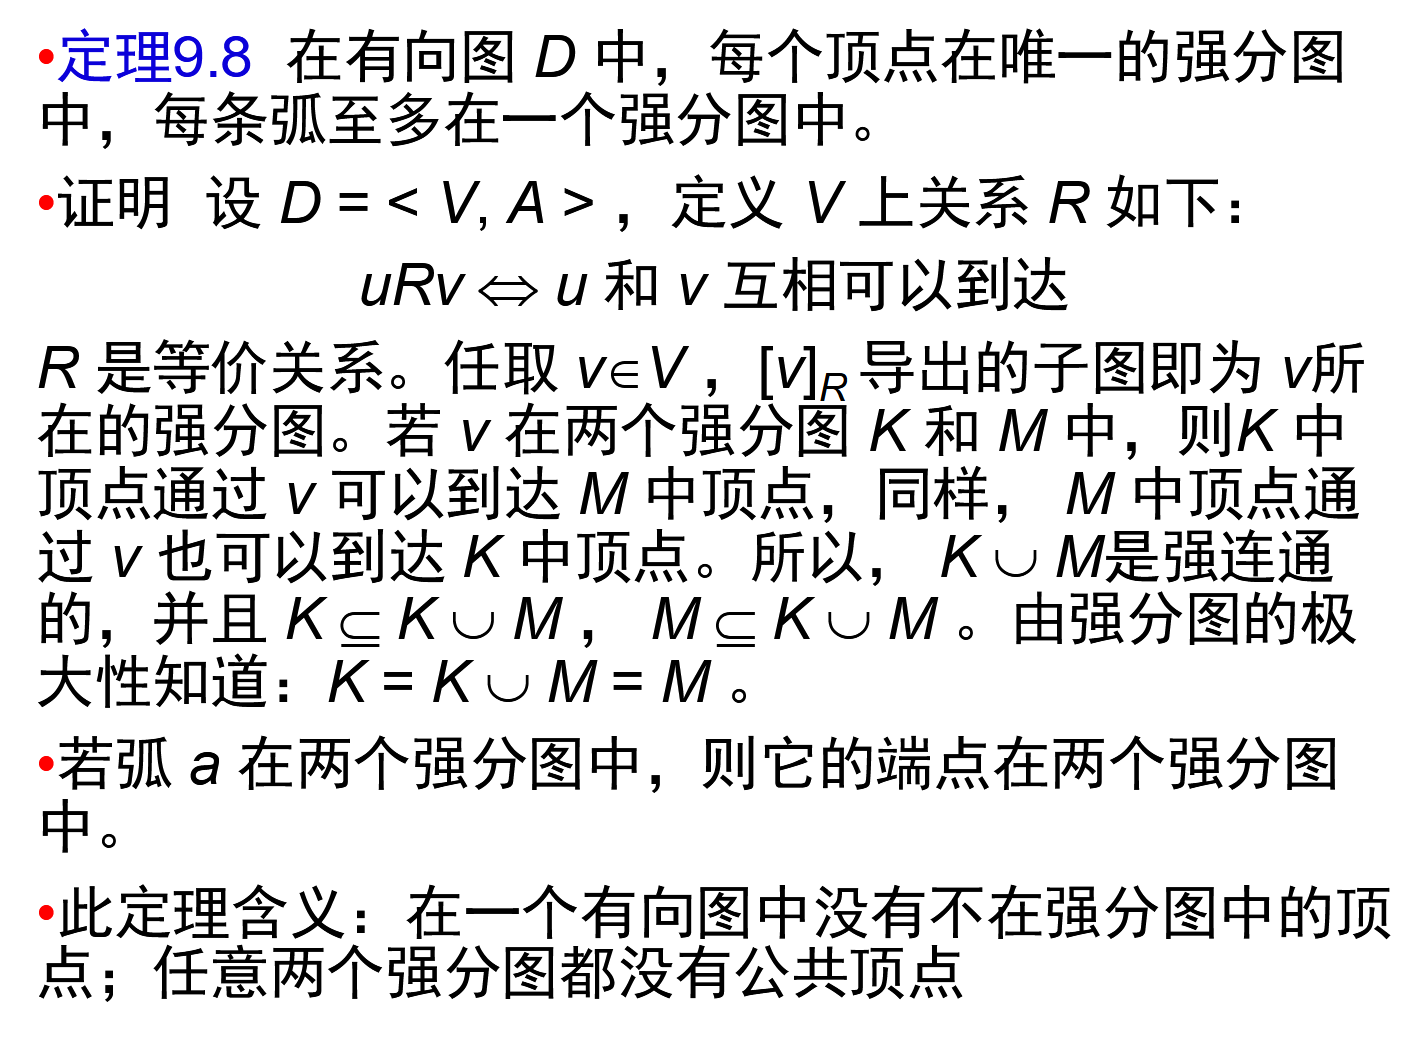 •定理9.8 在有向图 D 中，每个顶点在唯一的强分图
中，每条弧至多在一个强分图中。
•证明 设 D = < V, A > ，定义 V 上关系 R 如下：
uRv ⇔ u 和 v 互相可以到达
R 是等价关系。任取 v∈V ，[v]R 导出的子图即为 v所
在的强分图。若 v 在两个强分图 K 和 M 中，则K 中
顶点通过 v 可以到达 M 中顶点，同样， M 中顶点通
过 v 也可以到达 K 中顶点。所以， K ∪ M是强连通
的，并且 K ⊆ K ∪ M ， M ⊆ K ∪ M 。由强分图的极
大性知道：K = K ∪ M = M 。
•若弧 a 在两个强分图中，则它的端点在两个强分图
中。
•此定理含义：在一个有向图中没有不在强分图中的顶
点；任意两个强分图都没有公共顶点